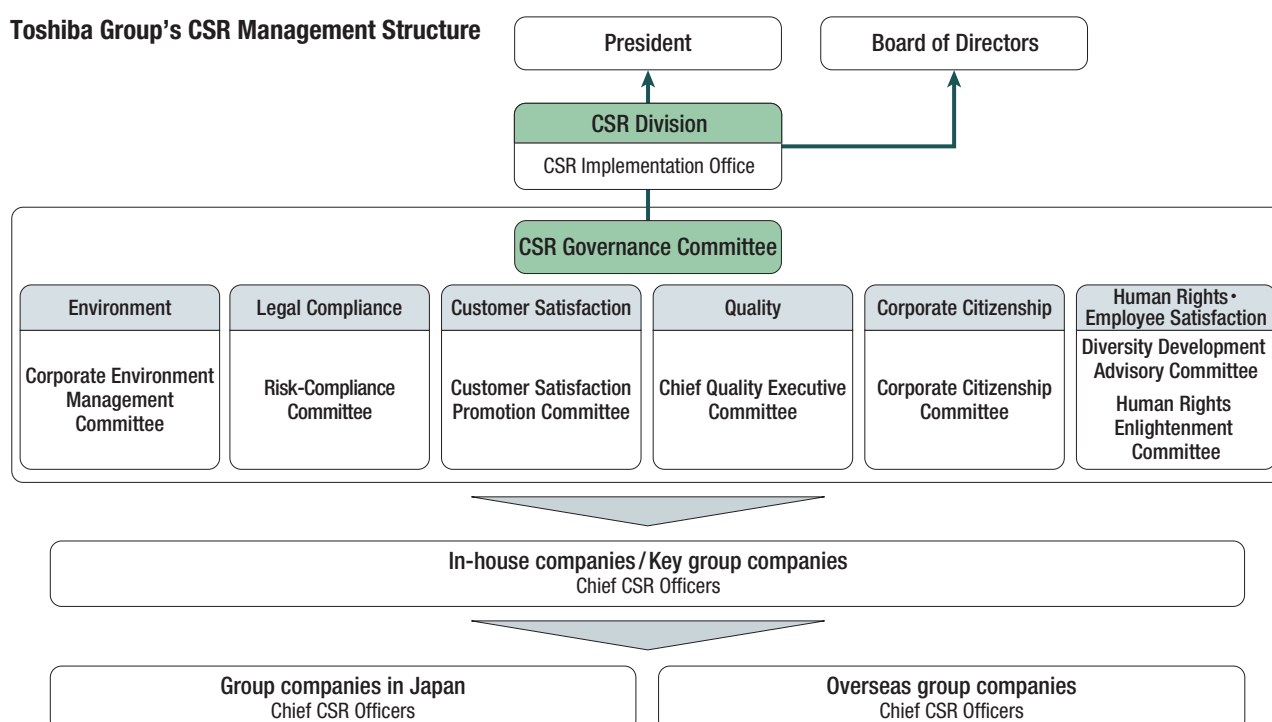 Toshiba Group's CSR Management Structure
President
Board of Directors
CSR Division
CSR Implementation Office
CSR Governance Committee
Environment
Corporate Environment
Management
Committee
Legal Compliance
Risk-Compliance
Committee
Customer Satisfaction
Customer Satisfaction
Promotion Committee
Quality
Chief Quality Executive
Committee
Corporate Citizenship
Corporate Citizenship
Committee
Human Rights・
Employee Satisfaction
Diversity Development
Advisory Committee
Human Rights
Enlightenment
Committee
In-house companies/Key group companies
Chief CSR Officers
Group companies in Japan
Chief CSR Officers
Overseas group companies
Chief CSR Officers